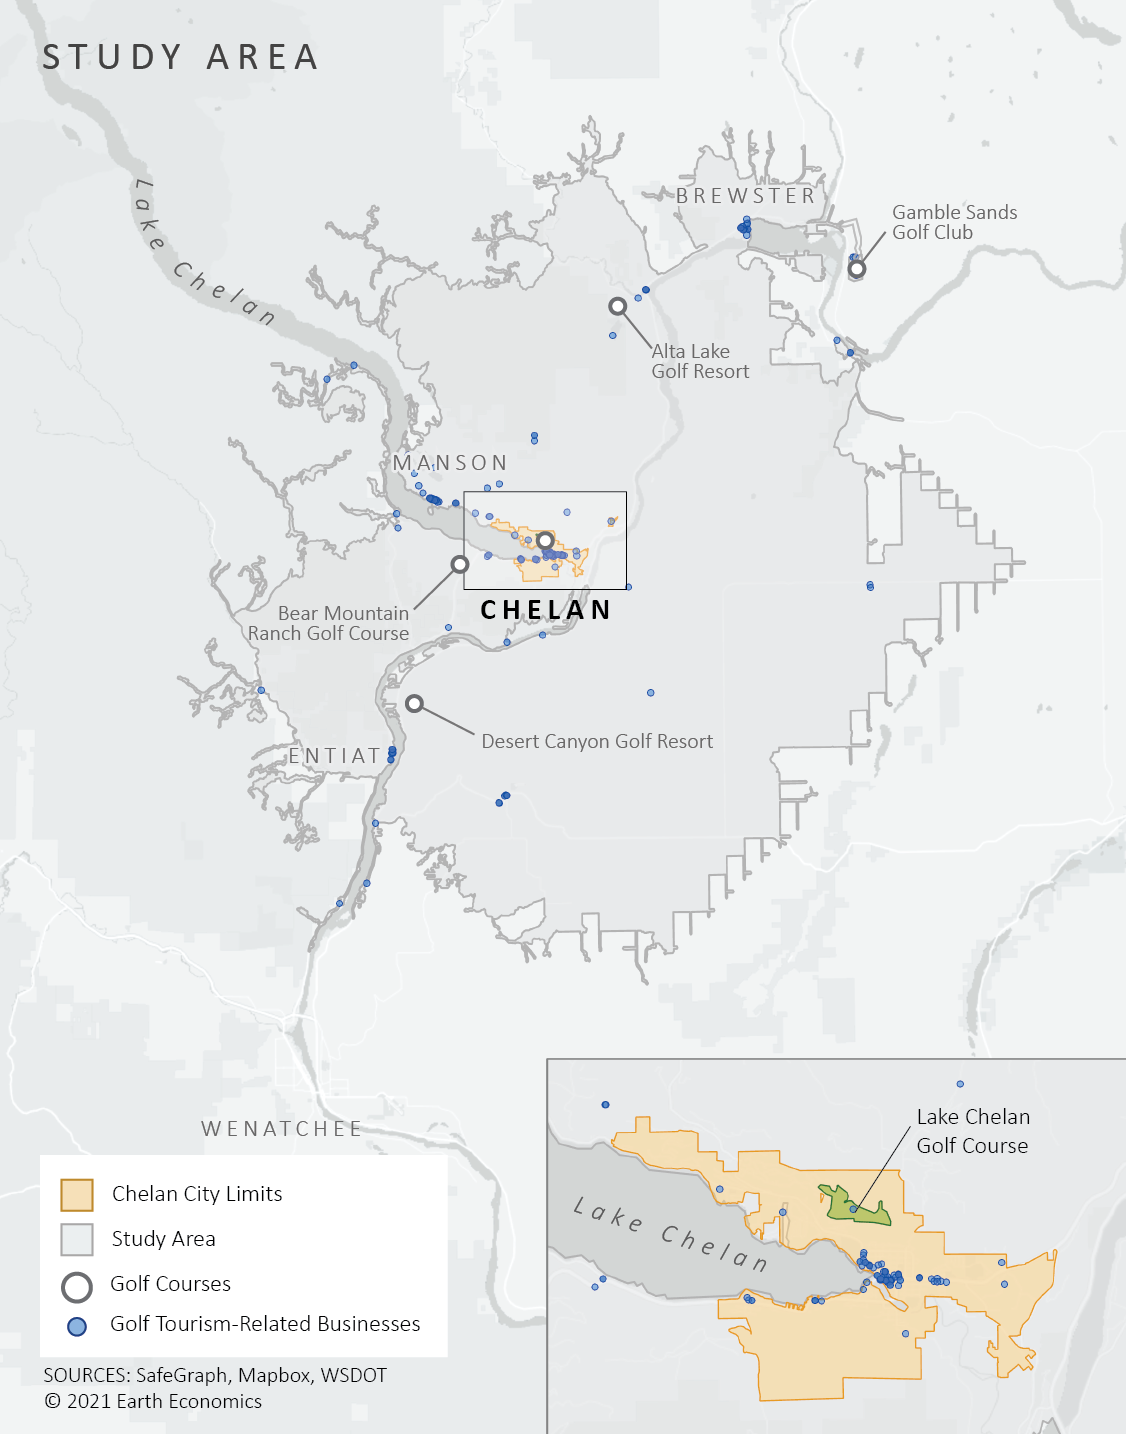 STUDY AREA
Lake Chelan
BREWSTER
Gamble Sands
Golf Club
Alta Lake
Golf Resort
MANSON
CHELAN
Bear Mountain
Ranch Golf Course
Desert Canyon Golf Resort
ENTIAT
WENATCHEE
Lake Chelan
Golf Course
Lake Chelan
Chelan City Limits
Study Area
Golf Courses
Golf Tourism-Related Businesses
SOURCES: SafeGraph, Mapbox, WSDOT
© 2021 Earth Economics